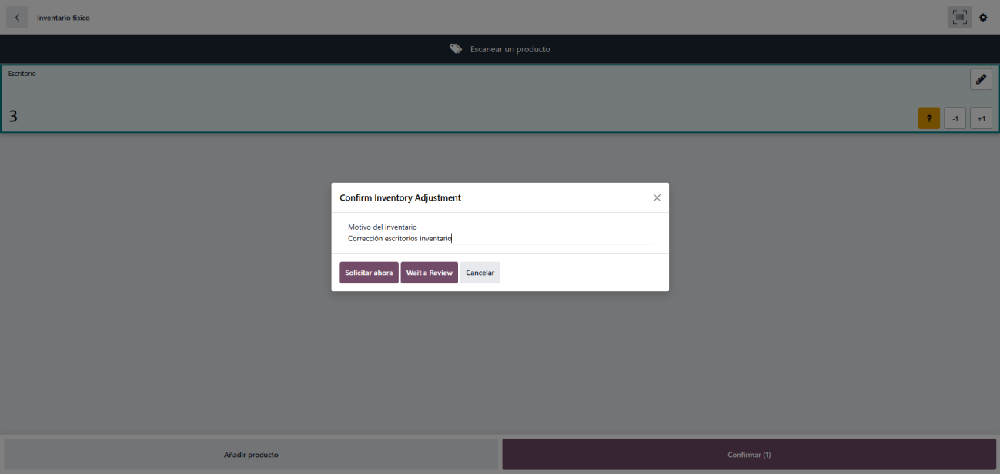 Inventario físico
Escanear un producto
Escritorio
3
?
-1
+1
Confirm Inventory Adjustment
Motivo del inventario
Corrección escritorios inventario
Solicitar ahora
Wait a Review
Cancelar
Añadir producto
Confirmar (1)